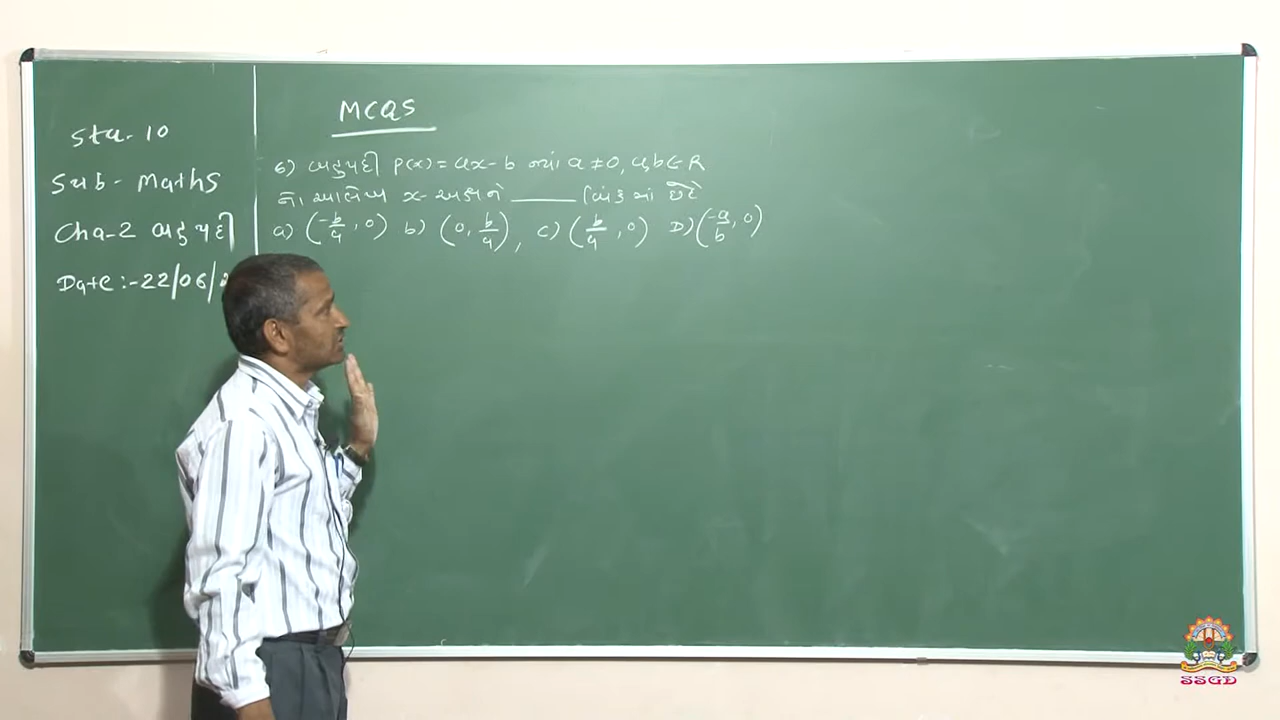 Std. 10
Sub - Maths
Cha-2 બહુપદી
Date :- 22/06/
MCQS
6) બહુપદી P(x) = ax - b જ્યાં a ≠ 0, a, b ∈ R
નો આલેખ x- અક્ષને ______ બિંદુ માં છેદે
a) (-b/a, 0) b) (0, b/a), c) (b/a, 0) D) (-a/b, 0)
SSGD